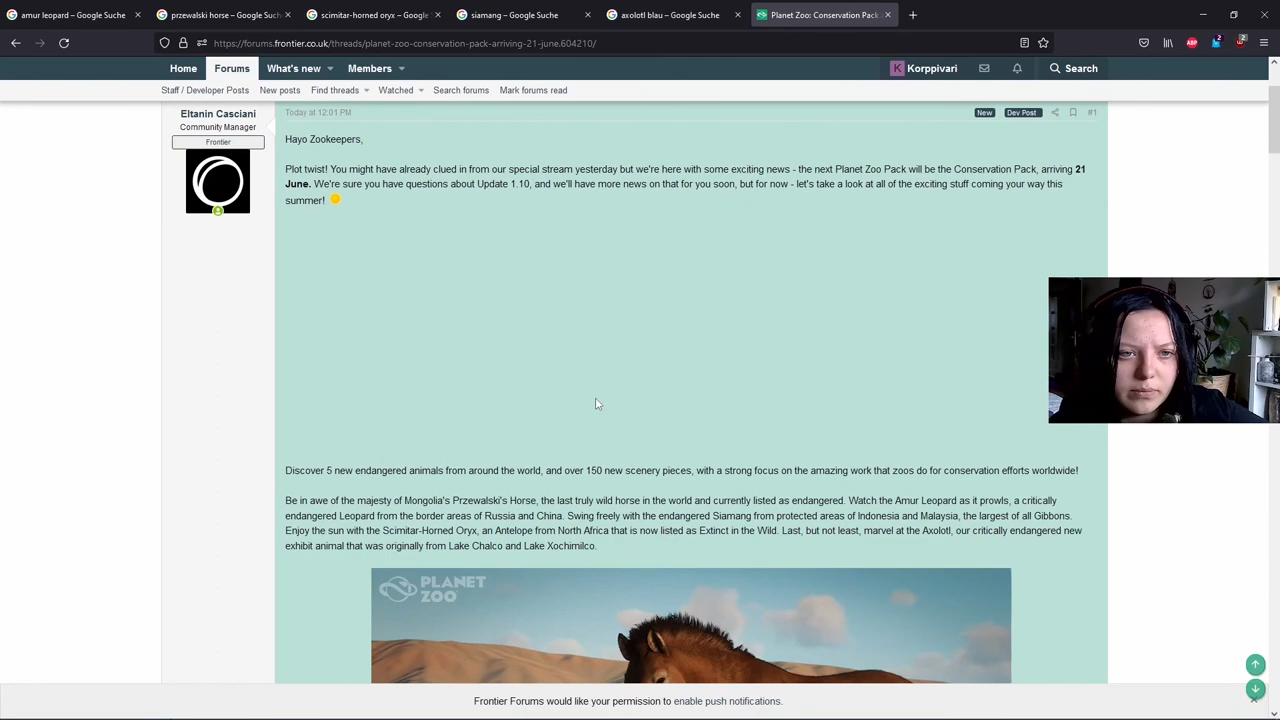 amur leopard – Google Suche
przewalski horse – Google Suche
scimitar-horned oryx – Google Suche
siamang – Google Suche
axolotl blau – Google Suche
Planet Zoo: Conservation Pack
https://forums.frontier.co.uk/threads/planet-zoo-conservation-pack-arriving-21-june.604210/
ABP
2
2
Home
Forums
What's new
Members
K Korppivari
Search
Staff / Developer Posts
New posts
Find threads
Watched
Search forums
Mark forums read
Eltanin Casciani
Community Manager
Frontier
Today at 12:01 PM
New
Dev Post
#1
Hayo Zookeepers,
Plot twist! You might have already clued in from our special stream yesterday but we're here with some exciting news - the next Planet Zoo Pack will be the Conservation Pack, arriving 21
June. We're sure you have questions about Update 1.10, and we'll have more news on that for you soon, but for now - let's take a look at all of the exciting stuff coming your way this
summer!
Discover 5 new endangered animals from around the world, and over 150 new scenery pieces, with a strong focus on the amazing work that zoos do for conservation efforts worldwide!
Be in awe of the majesty of Mongolia's Przewalski's Horse, the last truly wild horse in the world and currently listed as endangered. Watch the Amur Leopard as it prowls, a critically
endangered Leopard from the border areas of Russia and China. Swing freely with the endangered Siamang from protected areas of Indonesia and Malaysia, the largest of all Gibbons.
Enjoy the sun with the Scimitar-Horned Oryx, an Antelope from North Africa that is now listed as Extinct in the Wild. Last, but not least, marvel at the Axolotl, our critically endangered new
exhibit animal that was originally from Lake Chalco and Lake Xochimilco.
PLANET
ZOO
Frontier Forums would like your permission to enable push notifications.